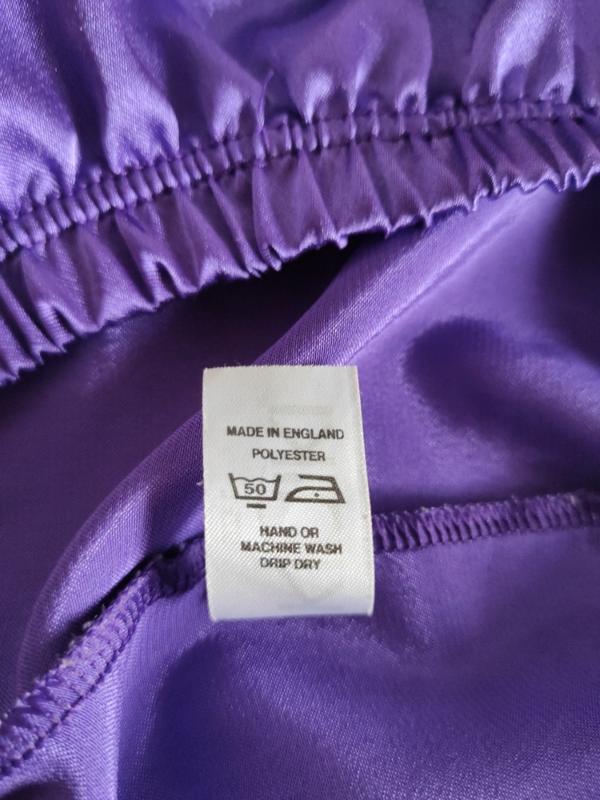 MADE IN ENGLAND
POLYESTER
50
HAND OR
MACHINE WASH
DRIP DRY